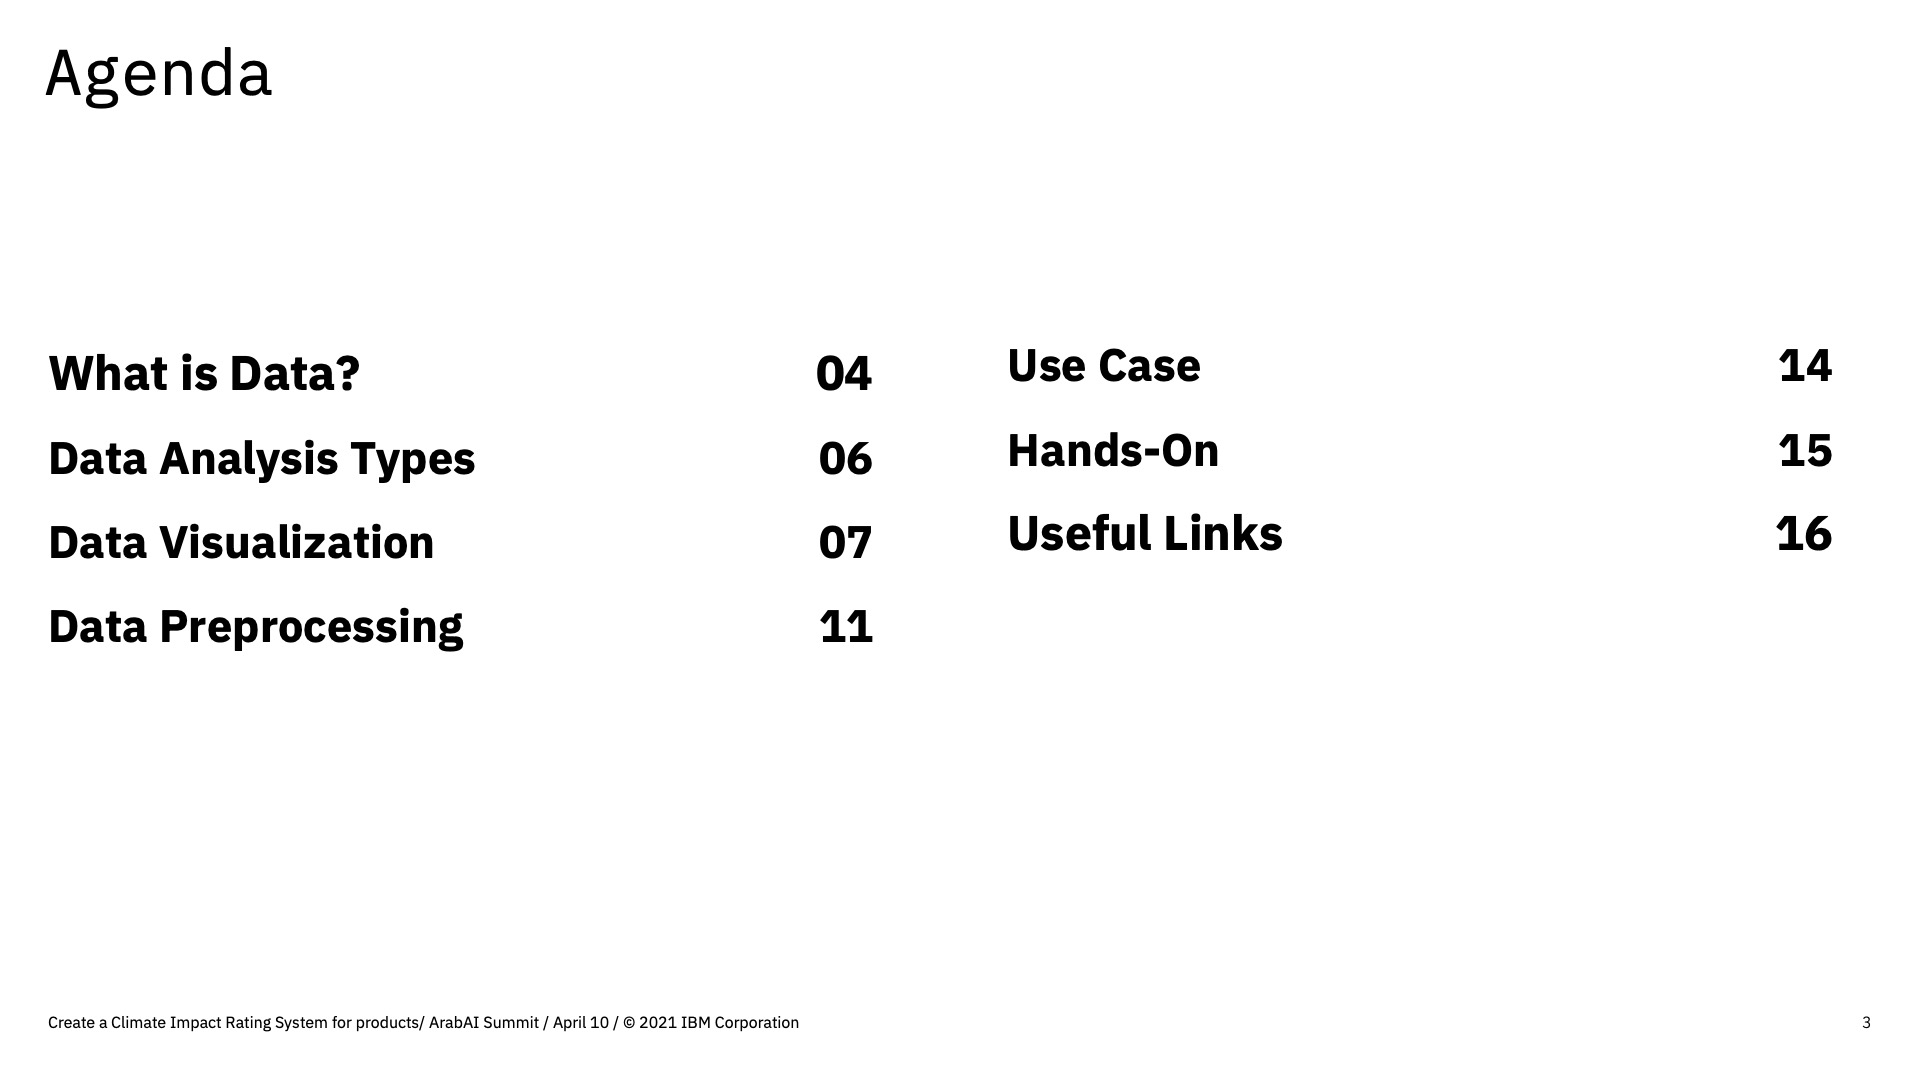 Agenda
What is Data? 04
Data Analysis Types 06
Data Visualization 07
Data Preprocessing 11
Use Case 14
Hands-On 15
Useful Links 16
Create a Climate Impact Rating System for products/ ArabAI Summit / April 10 / © 2021 IBM Corporation 3